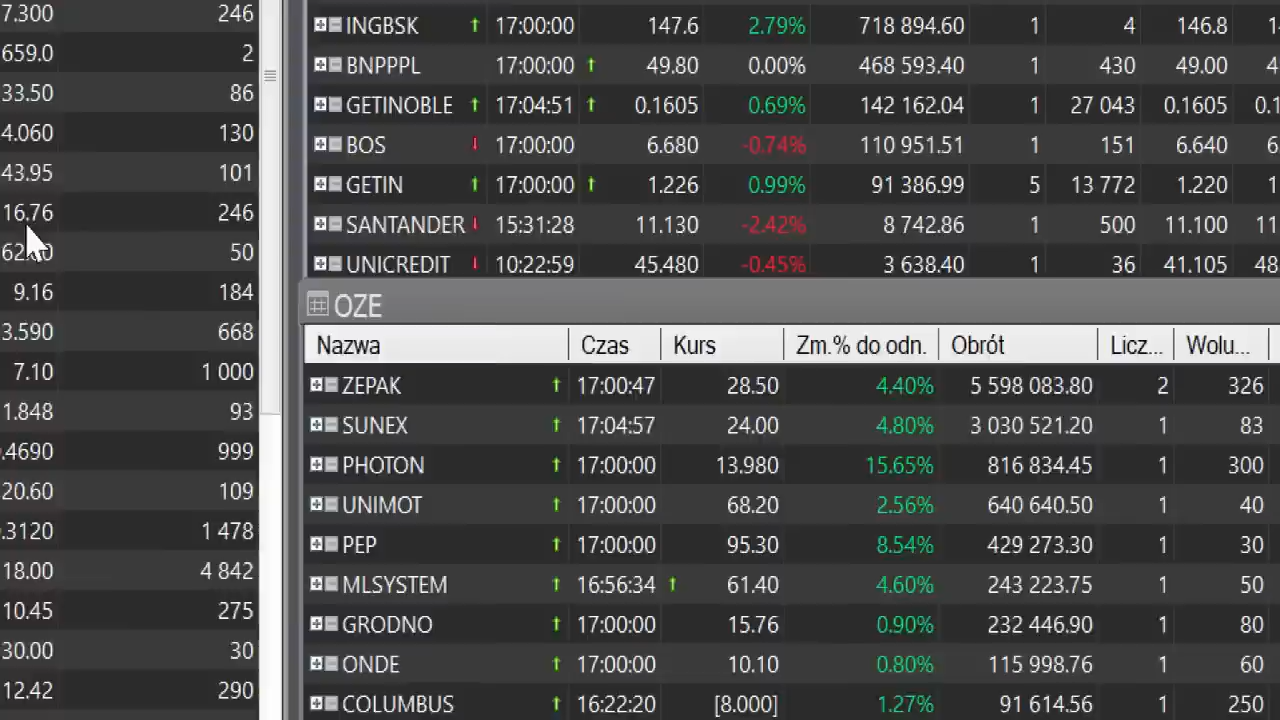 7.300 246
659.0 2
33.50 86
4.060 130
43.95 101
16.76 246
50
9.16 184
3.590 668
7.10 1 000
1.848 93
.4690 999
20.60 109
.3120 1 478
18.00 4 842
10.45 275
30.00 30
12.42 290
INGBSK 17:00:00 147.6 2.79% 718 894.60 1 4 146.8
BNPPPL 17:00:00 49.80 0.00% 468 593.40 1 430 49.00 4
GETINOBLE 17:04:51 0.1605 0.69% 142 162.04 1 27 043 0.1605 0.1
BOS 17:00:00 6.680 -0.74% 110 951.51 1 151 6.640 6
GETIN 17:00:00 1.226 0.99% 91 386.99 5 13 772 1.220 1
SANTANDER 15:31:28 11.130 -2.42% 8 742.86 1 500 11.100 11
UNICREDIT 10:22:59 45.480 -0.45% 3 638.40 1 36 41.105 48
OZE
Nazwa Czas Kurs Zm.% do odn. Obrót Licz... Wolu...
ZEPAK 17:00:47 28.50 4.40% 5 598 083.80 2 326
SUNEX 17:04:57 24.00 4.80% 3 030 521.20 1 83
PHOTON 17:00:00 13.980 15.65% 816 834.45 1 300
UNIMOT 17:00:00 68.20 2.56% 640 640.50 1 40
PEP 17:00:00 95.30 8.54% 429 273.30 1 30
MLSYSTEM 16:56:34 61.40 4.60% 243 223.75 1 50
GRODNO 17:00:00 15.76 0.90% 232 446.90 1 80
ONDE 17:00:00 10.10 0.80% 115 998.76 1 60
COLUMBUS 16:22:20 [8.000] 1.27% 91 614.56 1 250